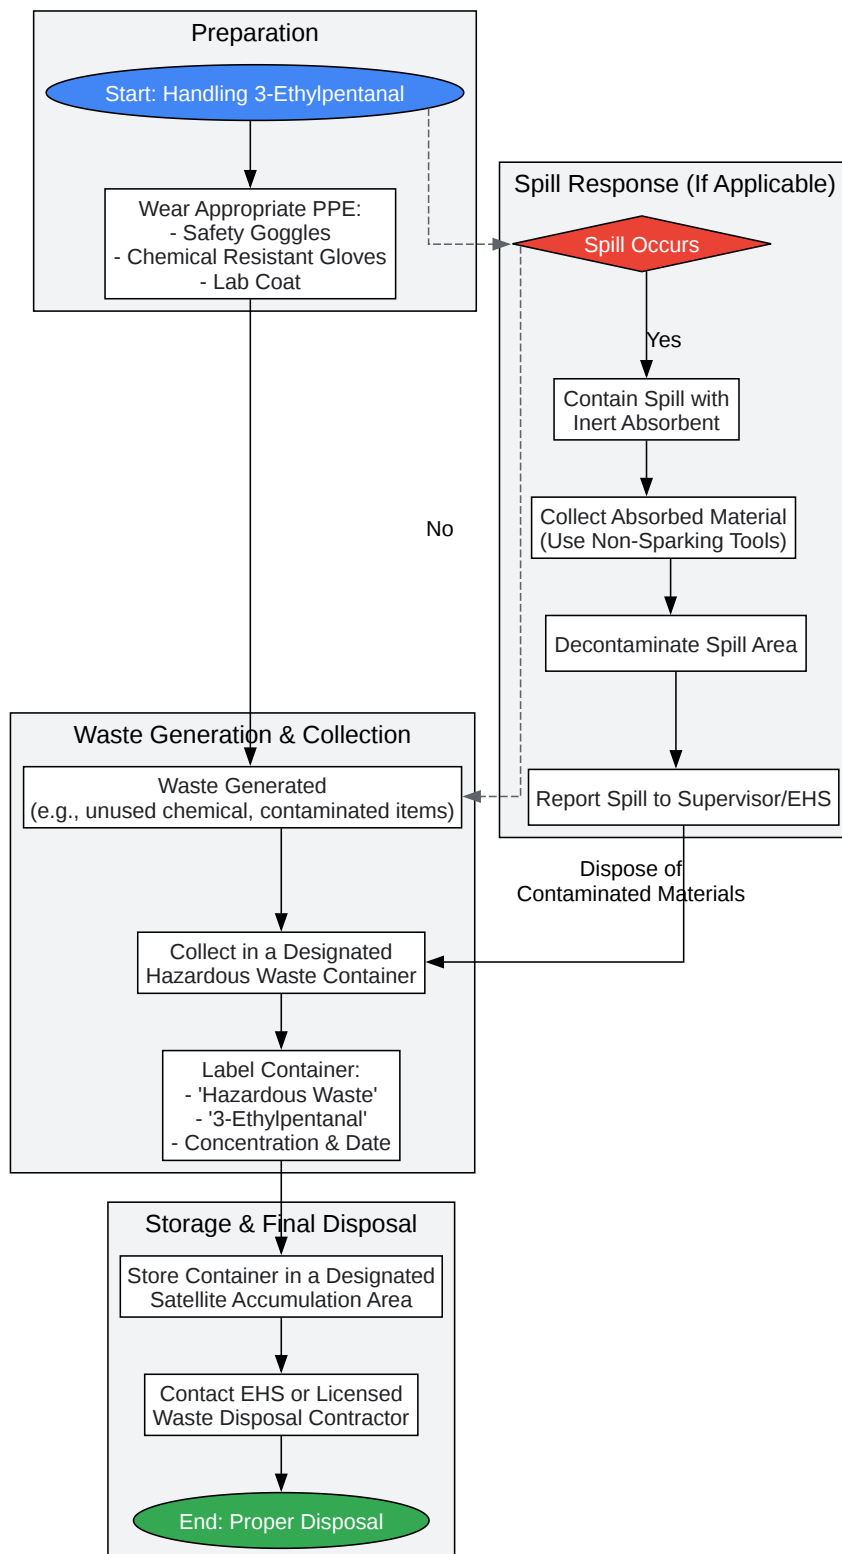 Preparation
Start: Handling 3-Ethylpentanal
Wear Appropriate PPE:
- Safety Goggles
- Chemical Resistant Gloves
- Lab Coat
Spill Response (If Applicable)
Spill Occurs
Yes
Contain Spill with
Inert Absorbent
Collect Absorbed Material
(Use Non-Sparking Tools)
Decontaminate Spill Area
Report Spill to Supervisor/EHS
No
Dispose of
Contaminated Materials
Waste Generation & Collection
Waste Generated
(e.g., unused chemical, contaminated items)
Collect in a Designated
Hazardous Waste Container
Label Container:
- 'Hazardous Waste'
- '3-Ethylpentanal'
- Concentration & Date
Storage & Final Disposal
Store Container in a Designated
Satellite Accumulation Area
Contact EHS or Licensed
Waste Disposal Contractor
End: Proper Disposal